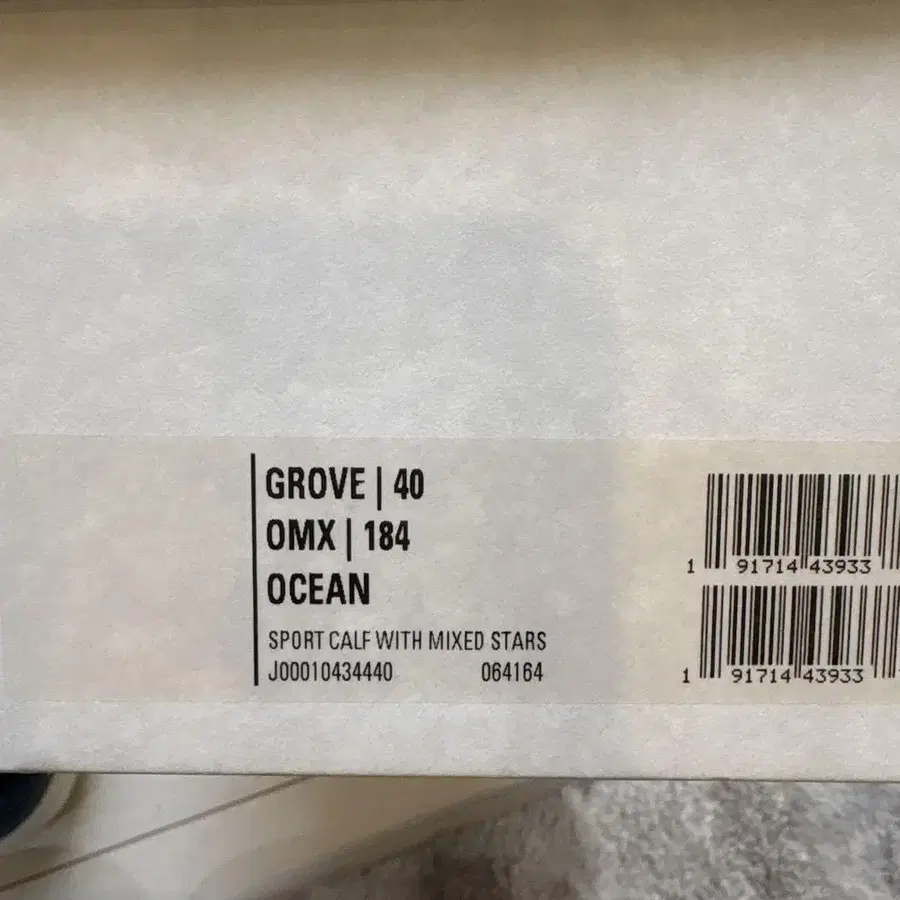 GROVE | 40
OMX | 184
OCEAN
SPORT CALF WITH MIXED STARS
J00010434440 064164
1 91714 43933
1 91714 43933